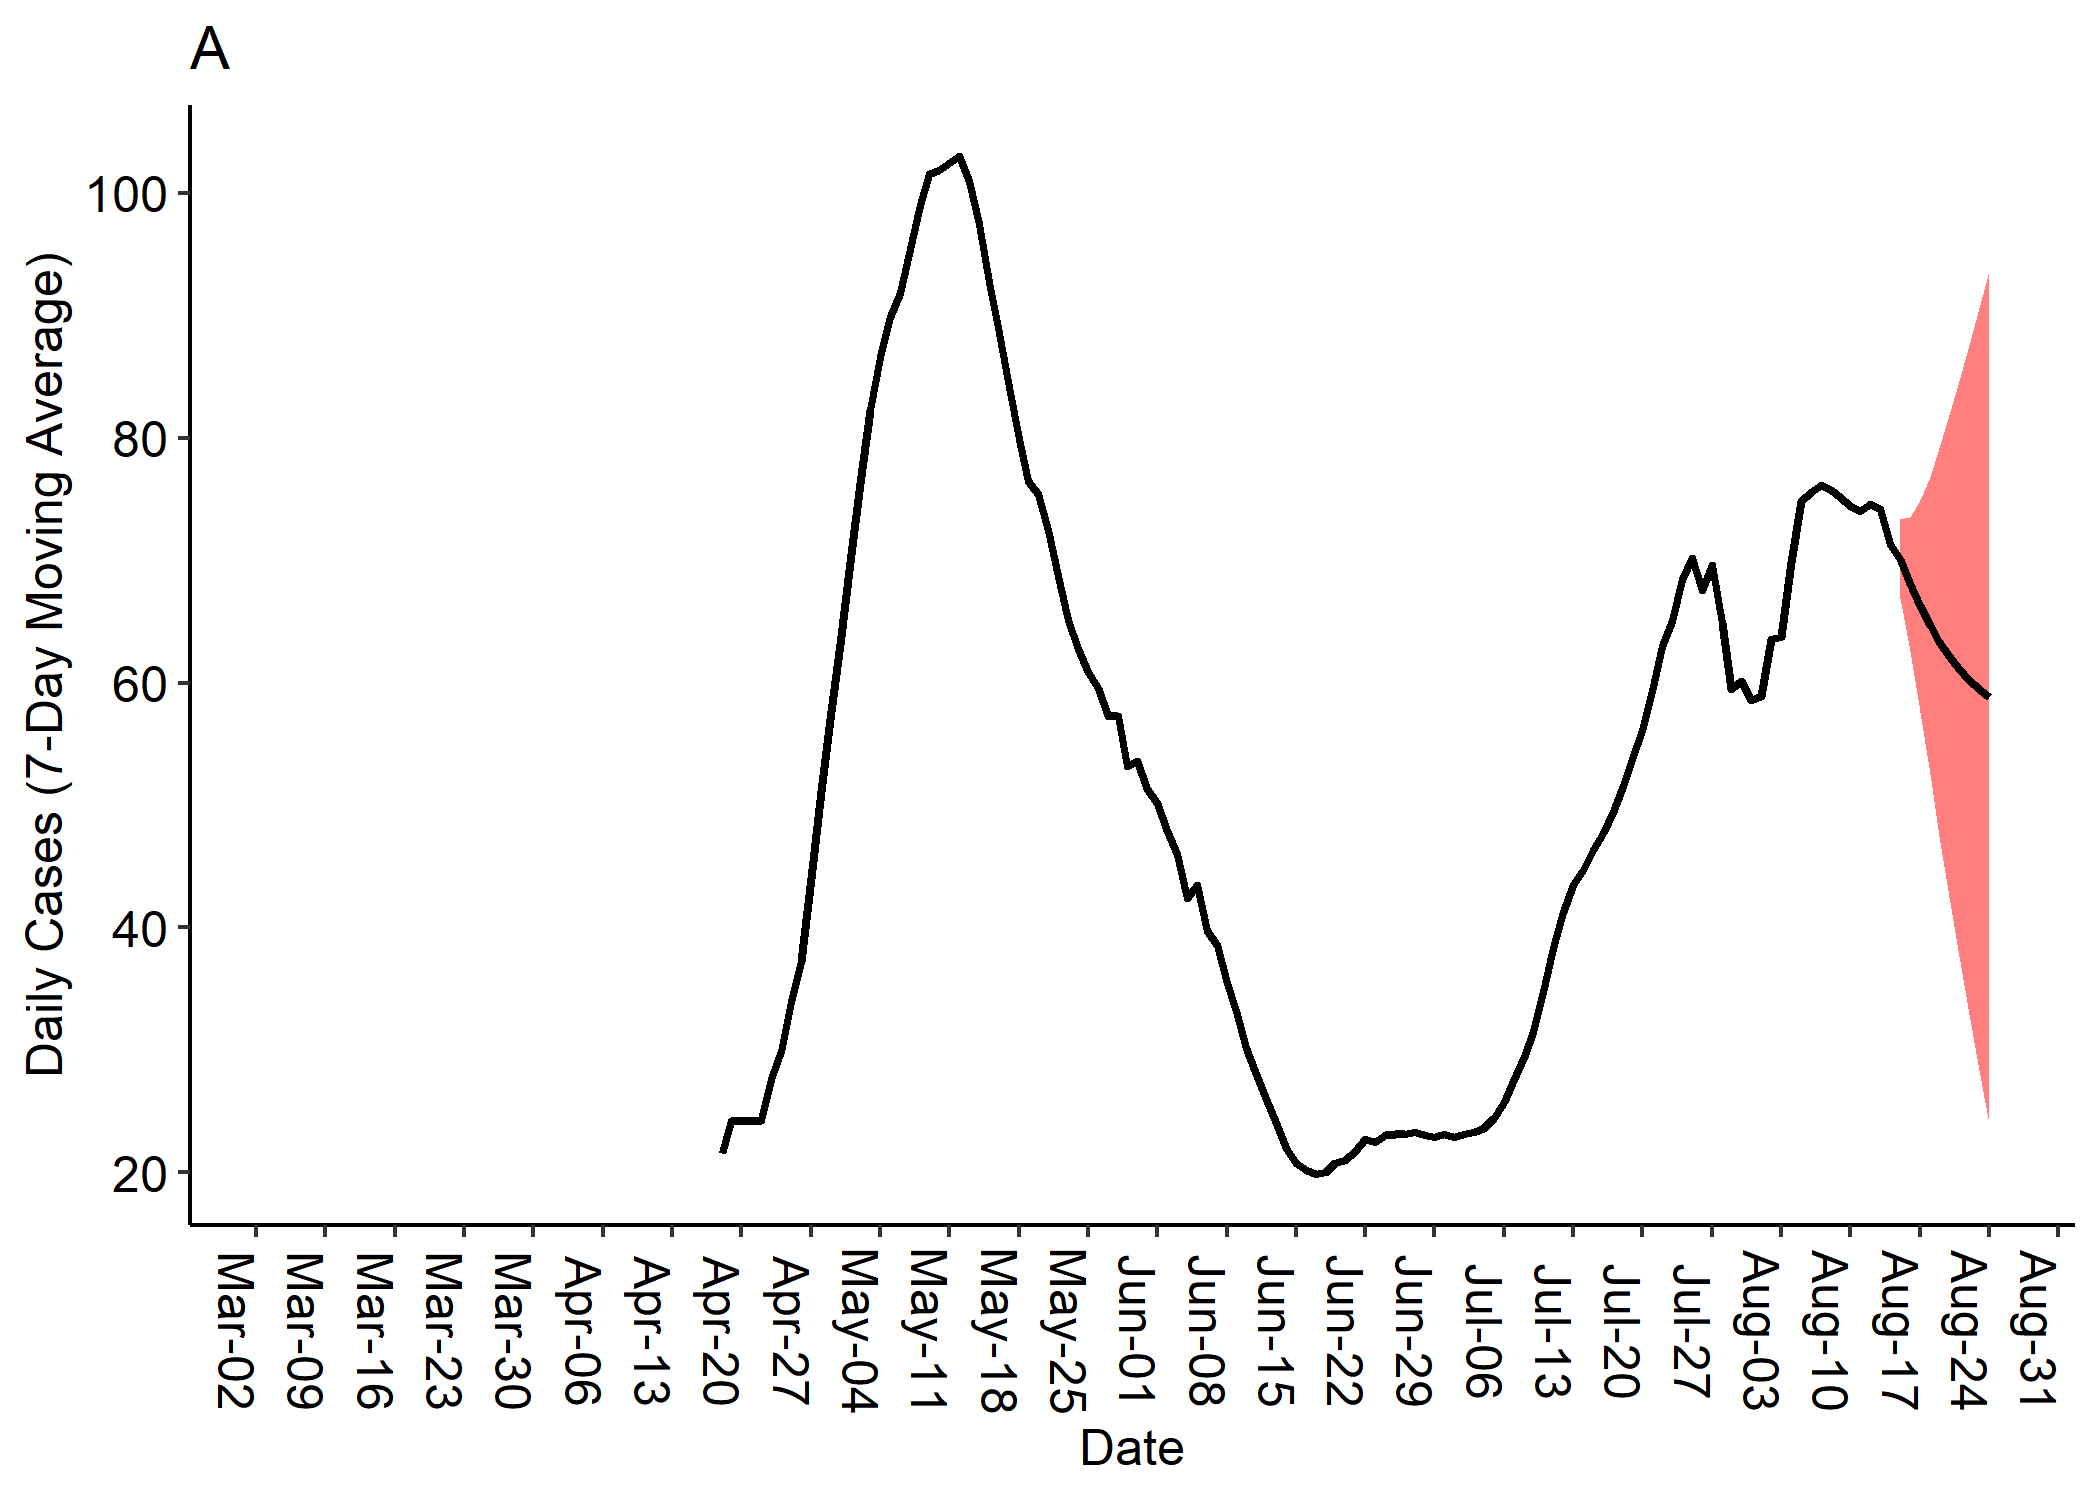 A
Daily Cases (7-Day Moving Average)
100
80
60
40
20
Mar-02
Mar-09
Mar-16
Mar-23
Mar-30
Apr-06
Apr-13
Apr-20
Apr-27
May-04
May-11
May-18
May-25
Jun-01
Jun-08
Jun-15
Jun-22
Jun-29
Jul-06
Jul-13
Jul-20
Jul-27
Aug-03
Aug-10
Aug-17
Aug-24
Aug-31
Date